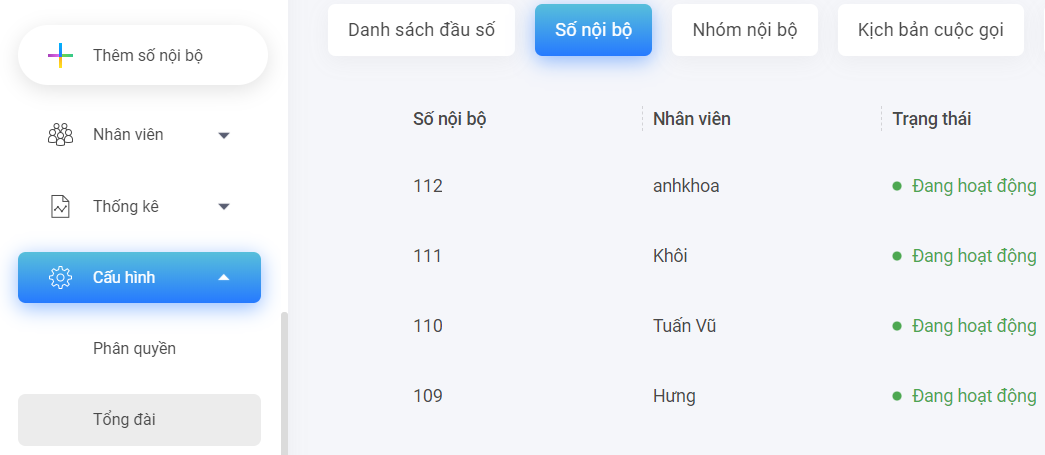 Thêm số nội bộ
Nhân viên
Thống kê
Cấu hình
Phân quyền
Tổng đài
Danh sách đầu số
Số nội bộ
Nhóm nội bộ
Kịch bản cuộc gọi
Số nội bộ Nhân viên Trạng thái
112 anhkhoa Đang hoạt động
111 Khôi Đang hoạt động
110 Tuấn Vũ Đang hoạt động
109 Hưng Đang hoạt động